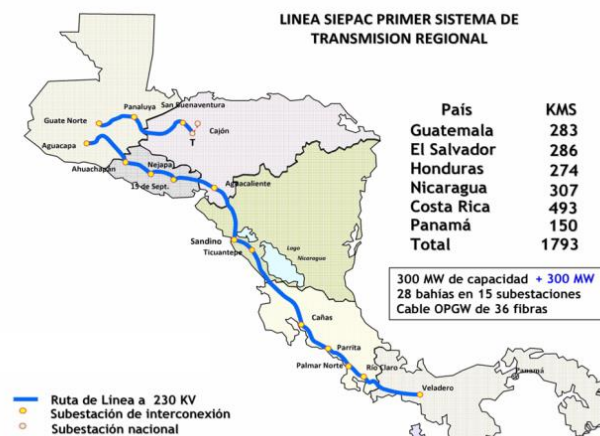 LINEA SIEPAC PRIMER SISTEMA DE
TRANSMISION REGIONAL
Panaluya
San Buenaventura
Guate Norte
Cajón
Aguacapa
T
Ahuachapán
Nejapa
15 de Sept.
Aguacaliente
Sandino
Ticuantepe
Lago
Nicaragua
Cañas
Parrita
Palmar Norte
Río Claro
Veladero
Panamá
País KMS
Guatemala 283
El Salvador 286
Honduras 274
Nicaragua 307
Costa Rica 493
Panamá 150
Total 1793
300 MW de capacidad + 300 MW
28 bahías en 15 subestaciones
Cable OPGW de 36 fibras
Ruta de Línea a 230 KV
Subestación de interconexión
Subestación nacional